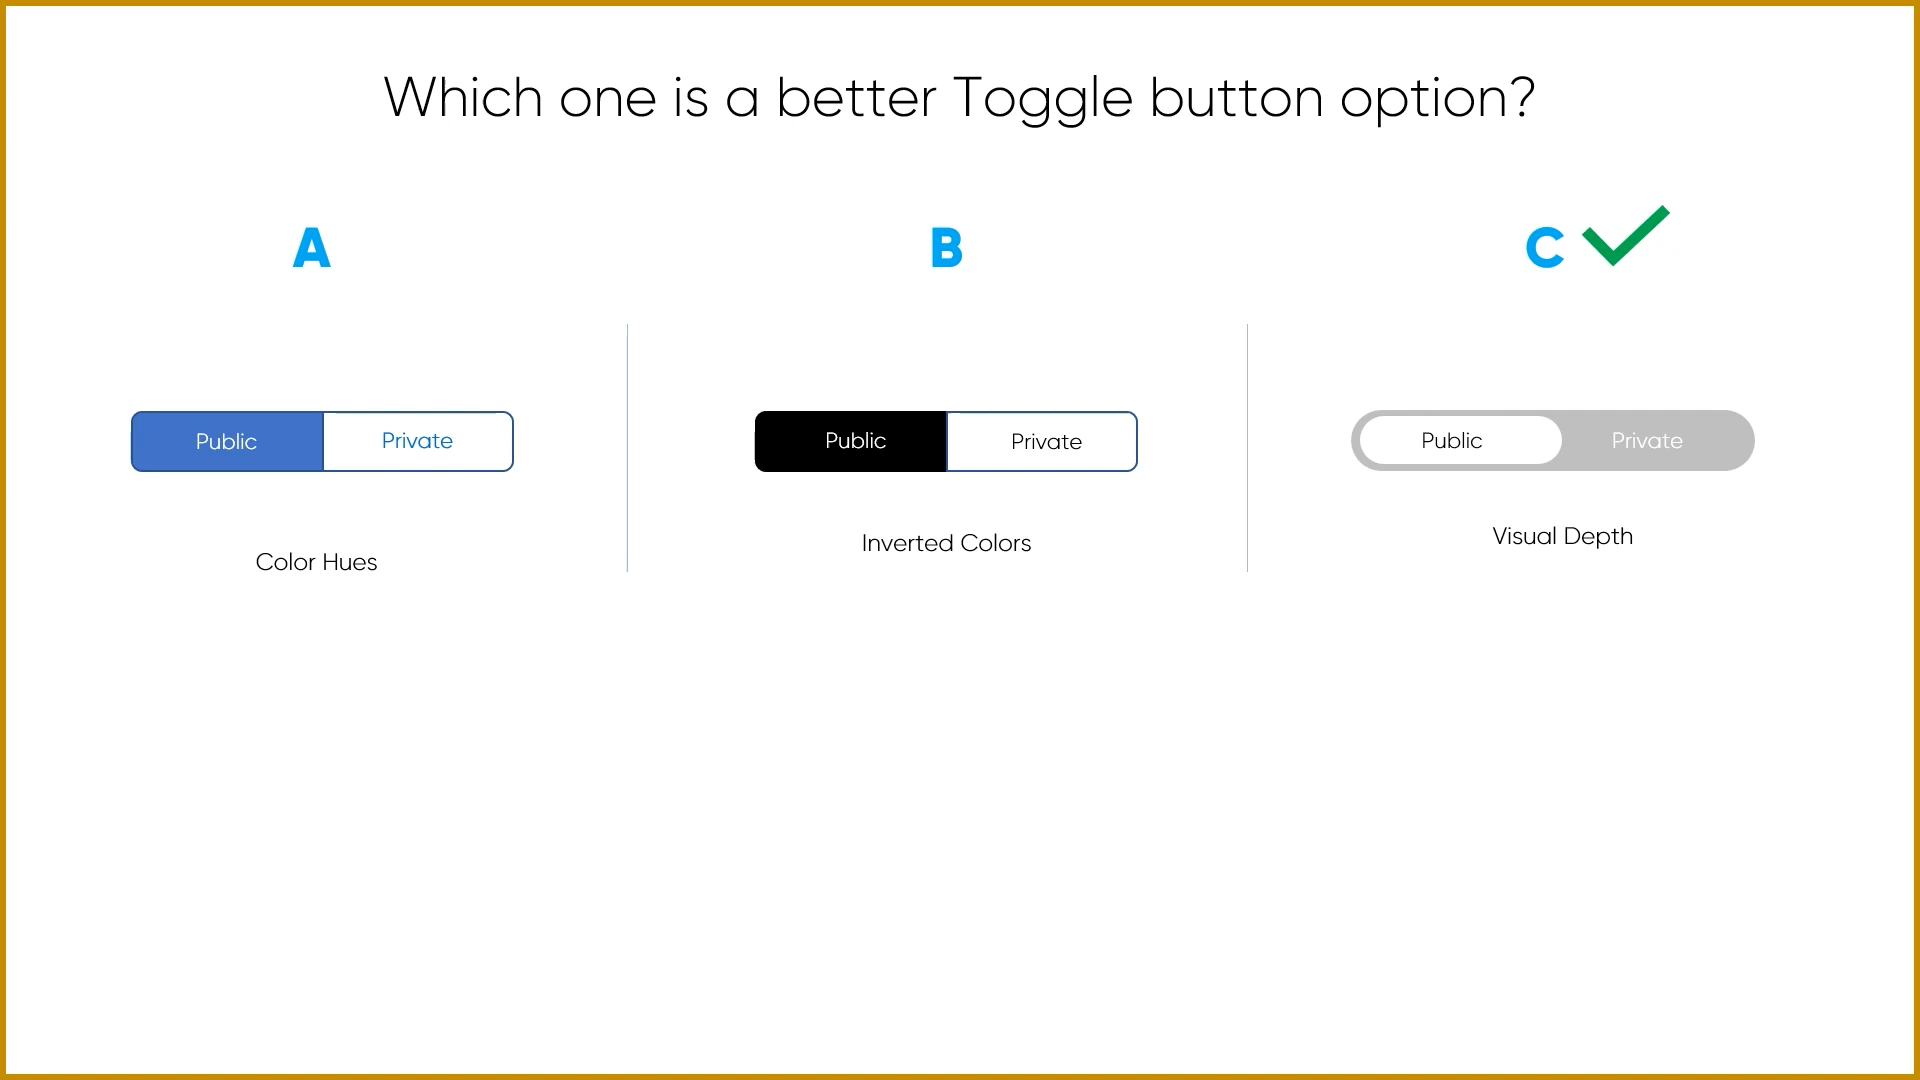 Which one is a better Toggle button option?
A
B
C
Public
Private
Public
Private
Public
Private
Color Hues
Inverted Colors
Visual Depth